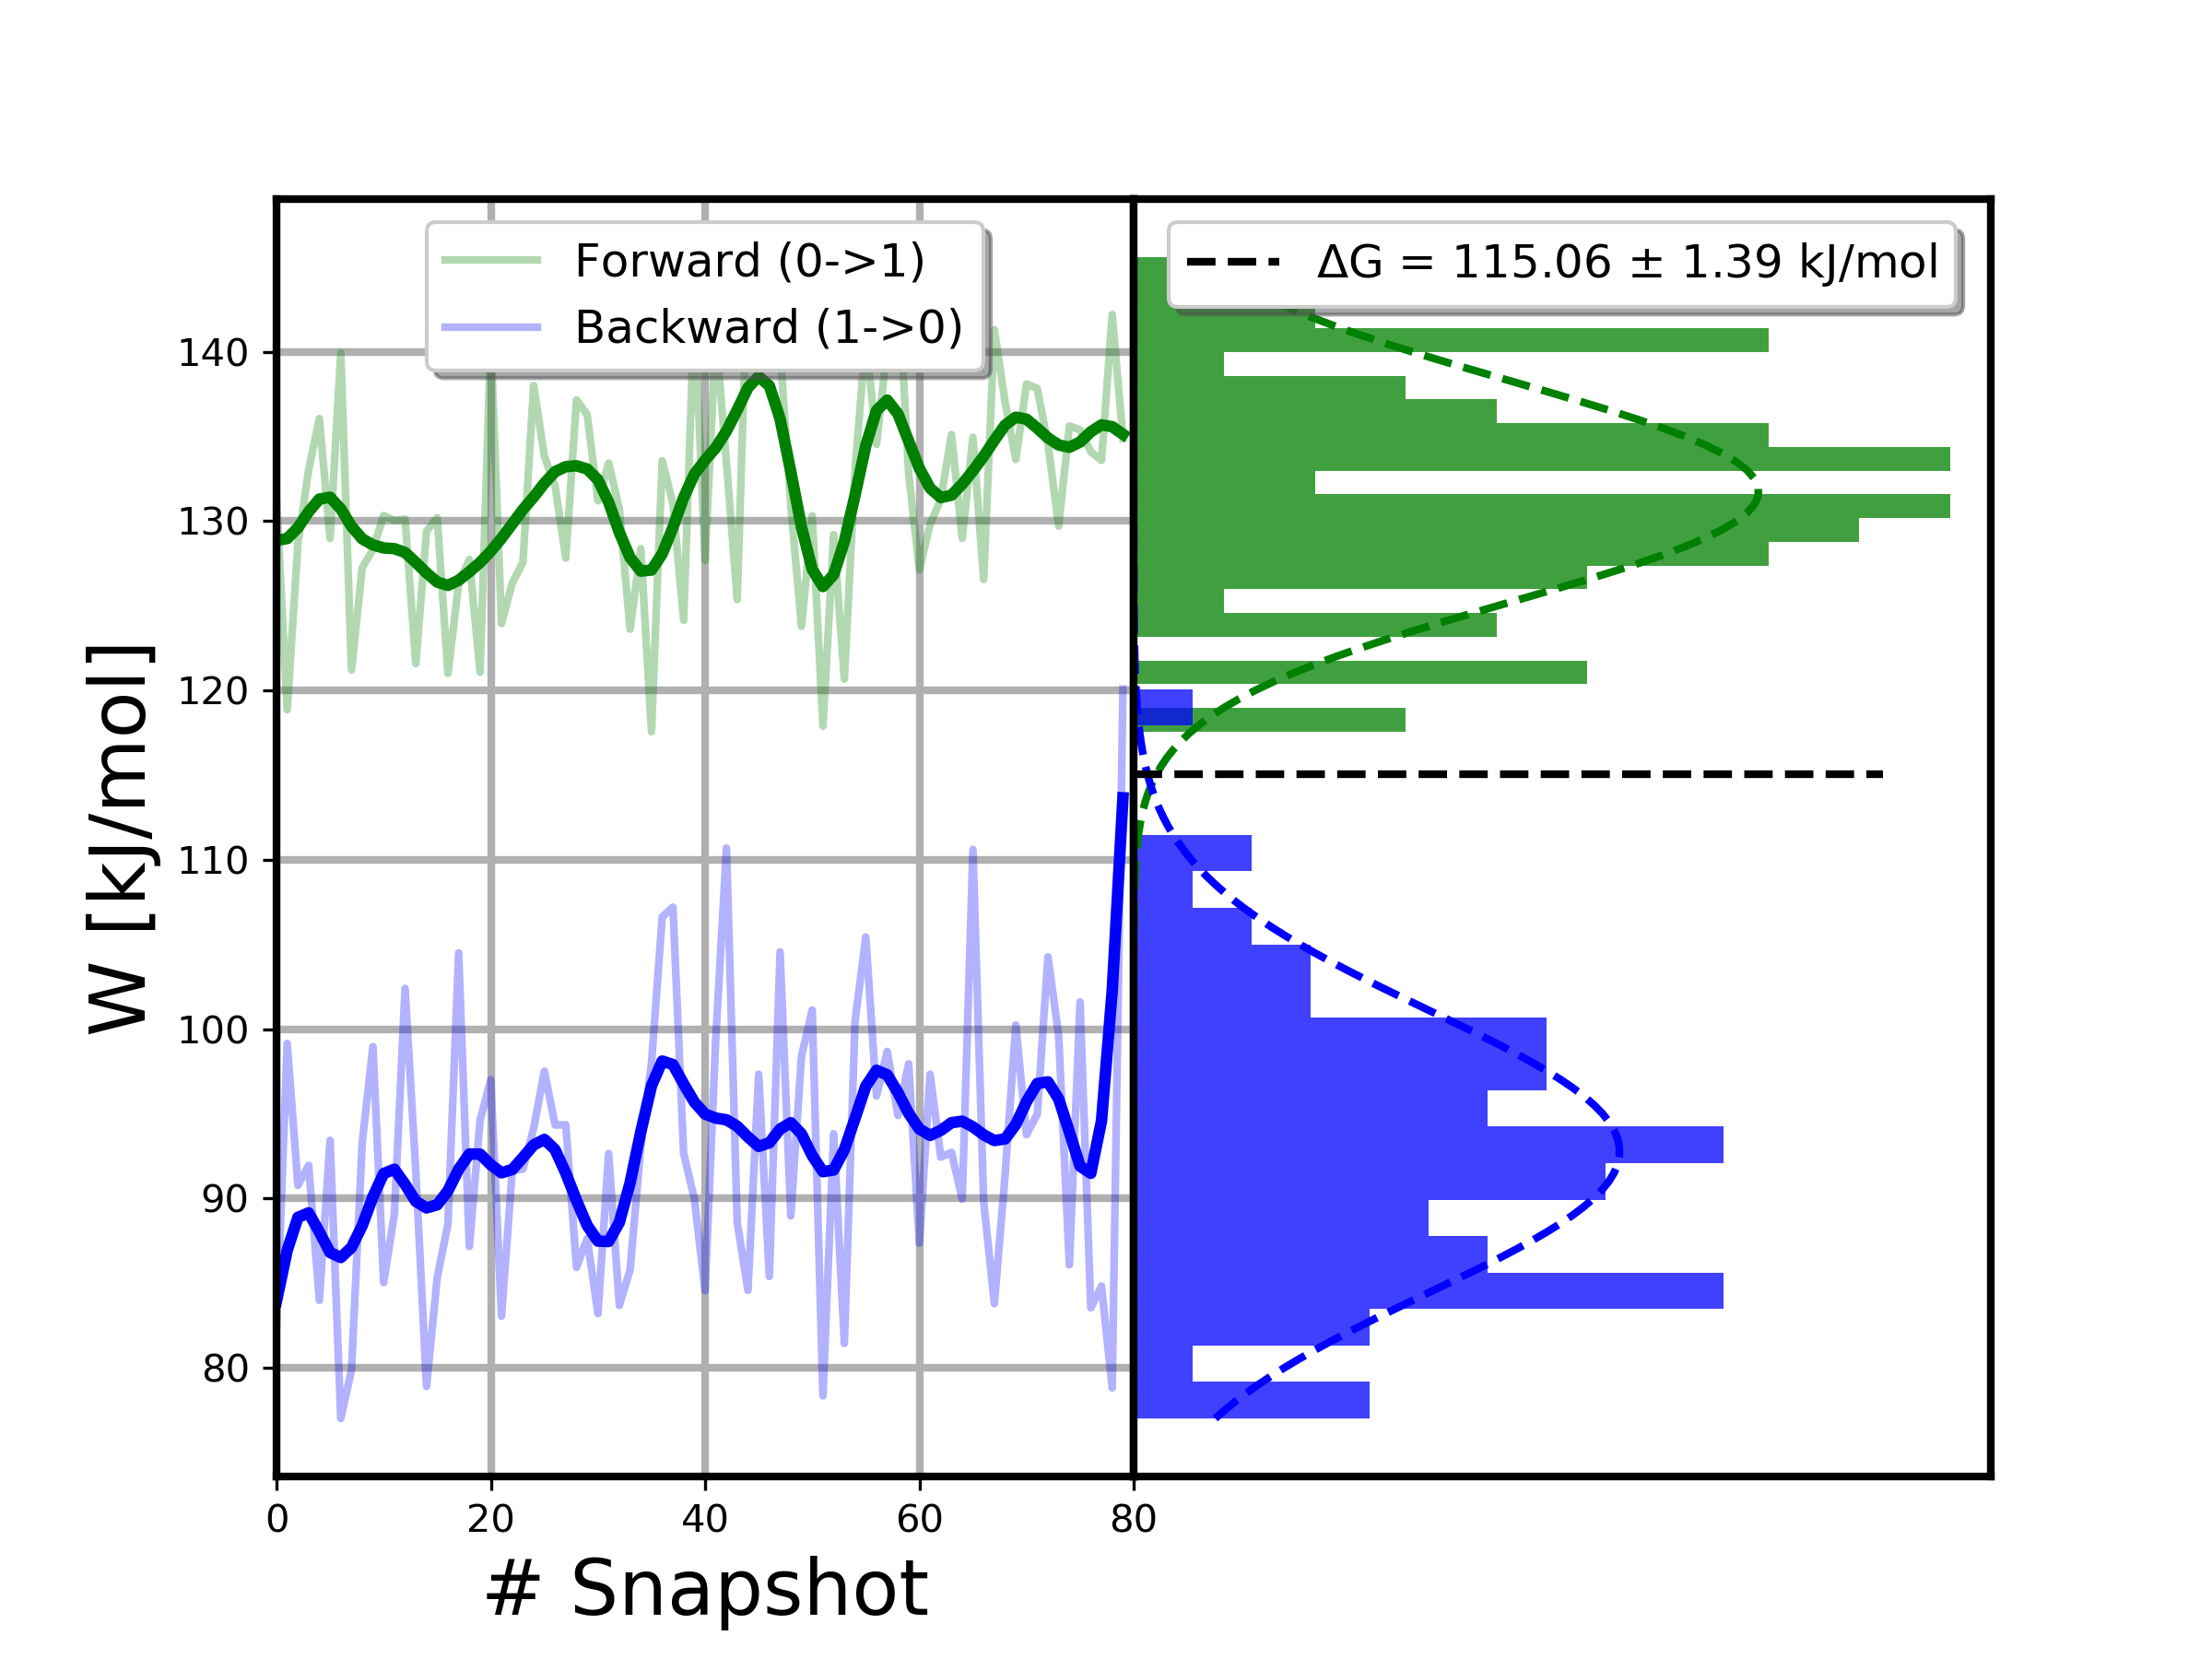 Forward (0->1)
Backward (1->0)
ΔG = 115.06 ± 1.39 kJ/mol
W [kJ/mol]
140
130
120
110
100
90
80
0 20 40 60 80
# Snapshot